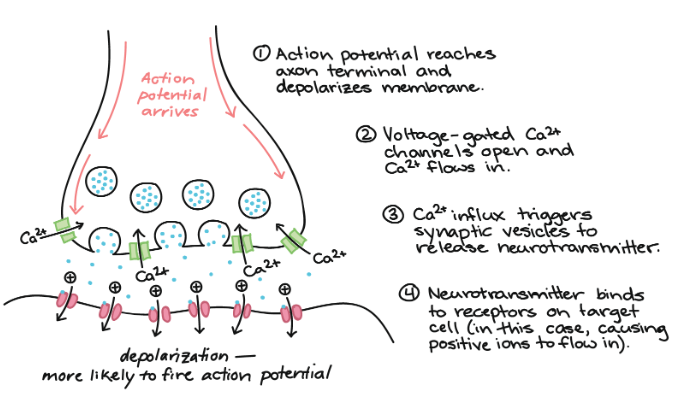 ① Action potential reaches
axon terminal and
depolarizes membrane.
Action
potential
arrives
② Voltage-gated Ca²⁺
channels open and
Ca²⁺ flows in.
③ Ca²⁺ influx triggers
synaptic vesicles to
release neurotransmitter.
Ca²⁺
Ca²⁺
Ca²⁺
Ca²⁺
+ + + + + +
④ Neurotransmitter binds
to receptors on target
cell (in this case, causing
positive ions to flow in).
depolarization —
more likely to fire action potential